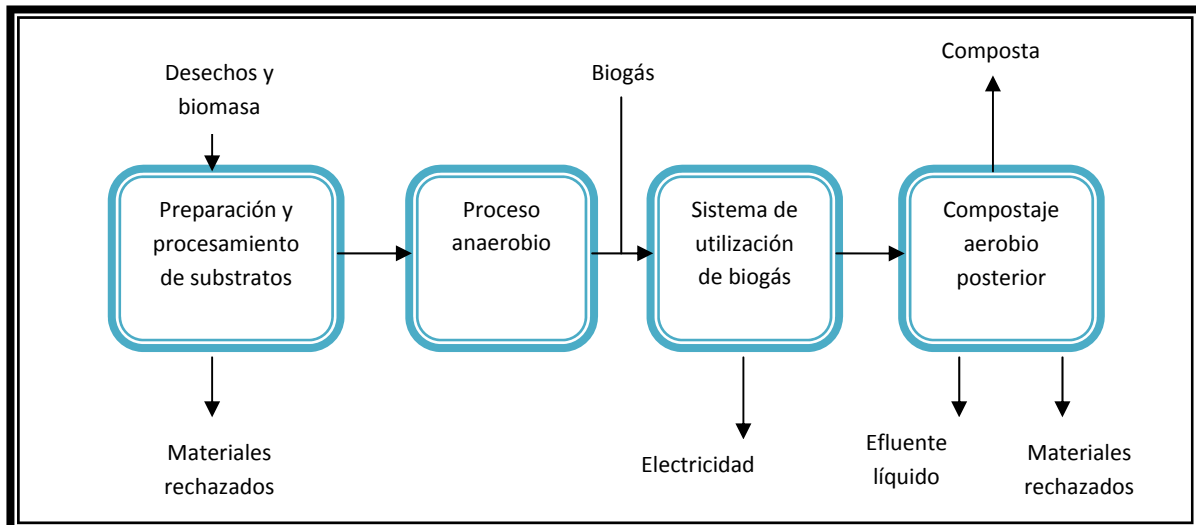 Desechos y
biomasa
Biogás
Composta
Preparación y
procesamiento
de substratos
Proceso
anaerobio
Sistema de
utilización
de biogás
Compostaje
aerobio
posterior
Materiales
rechazados
Electricidad
Efluente
líquido
Materiales
rechazados